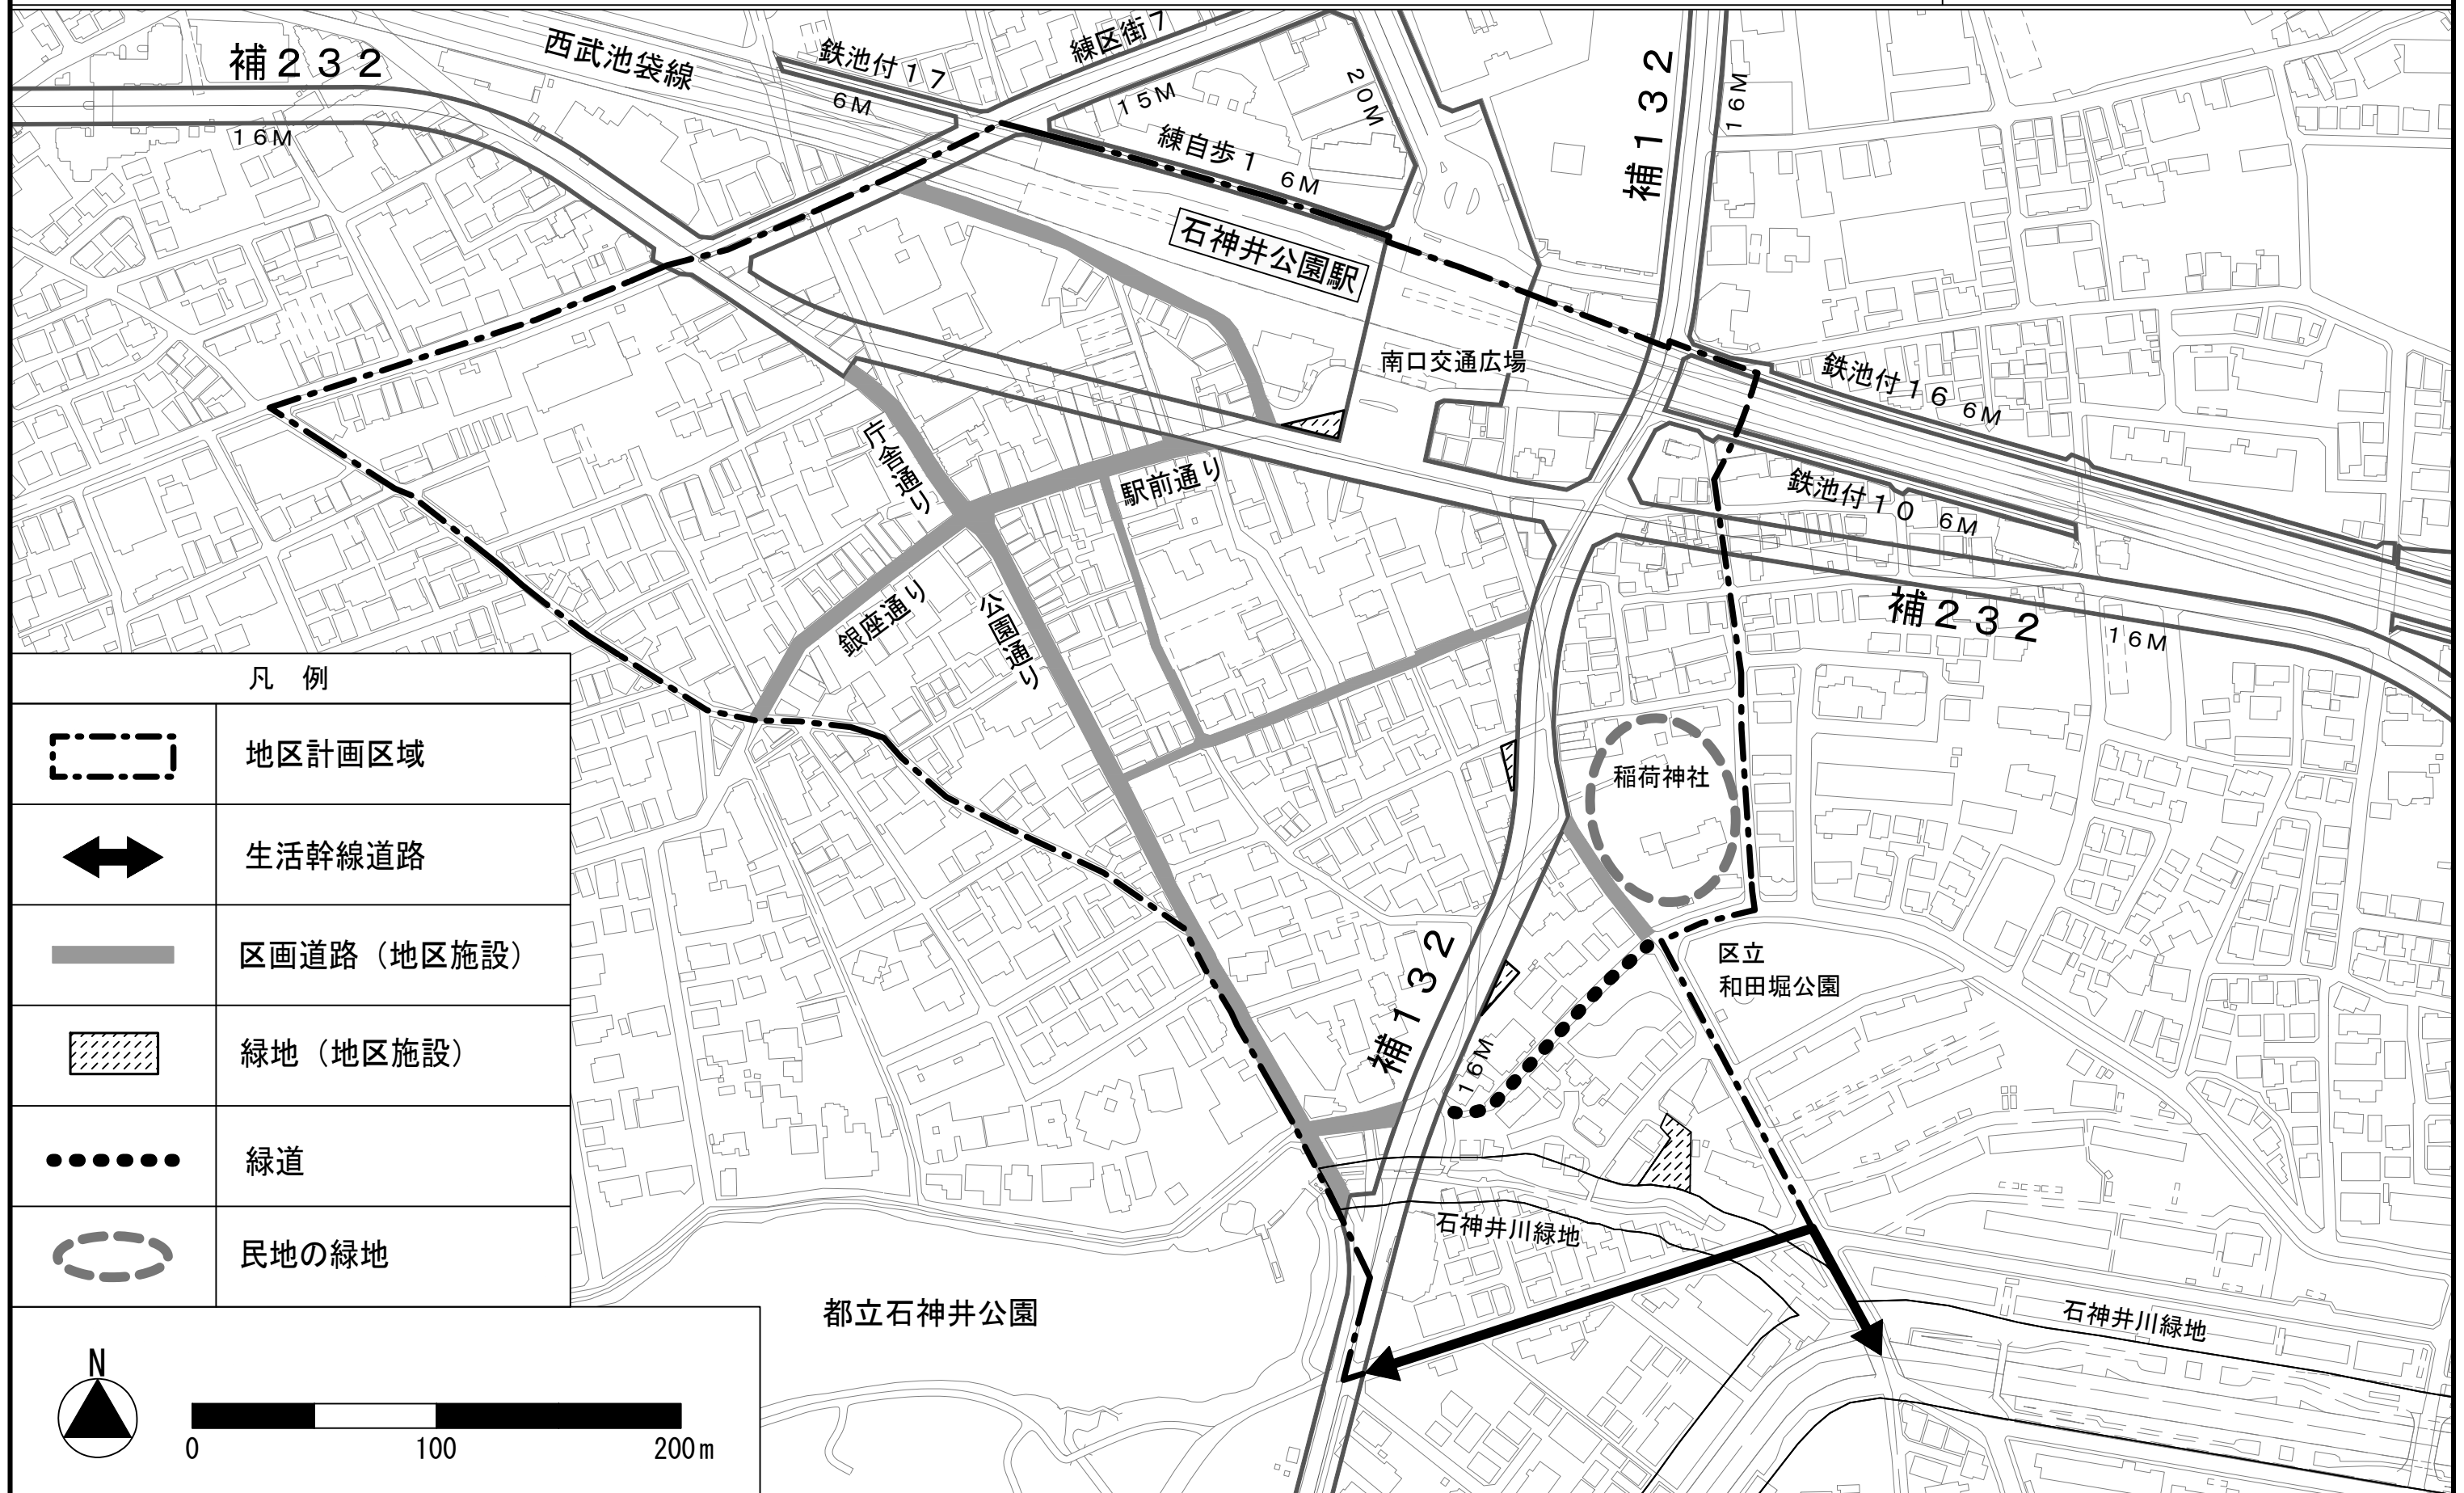 補２３２
１６Ｍ
西武池袋線
鉄池付１７
６Ｍ
練区街７
１５Ｍ
２０Ｍ
練自歩１ ６Ｍ
石神井公園駅
補１３２
１６Ｍ
南口交通広場
鉄池付１６ ６Ｍ
鉄池付１０ ６Ｍ
補２３２
１６Ｍ
庁舎通り
駅前通り
銀座通り
公園通り
稲荷神社
区立
和田堀公園
補１３２
１６Ｍ
石神井川緑地
石神井川緑地
都立石神井公園
凡 例
地区計画区域
生活幹線道路
区画道路（地区施設）
緑地（地区施設）
緑道
民地の緑地
N
0 100 200m